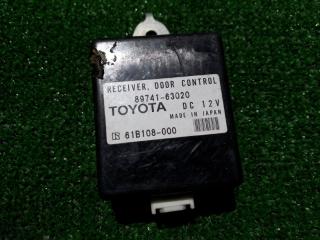 RECEIVER, DOOR CONTROL
89741-63020
TOYOTA DC 12V
MADE IN JAPAN
61B108-000